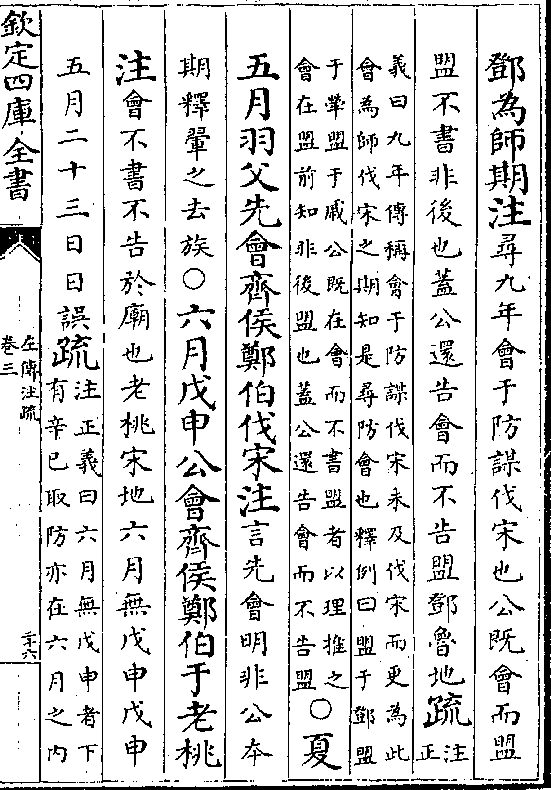 鄧為師期注尋九年會于防謀伐宋也公既會而盟
盟不書非後也蓋公還告會而不告盟鄧魯地疏注正
義曰九年傳稱會于防謀伐宋未及伐宋而更為此
會為師伐宋之期知是尋防會也釋例曰盟于鄧盟
于犖盟于戚公既在會而不書盟者以理推之
會在盟前知非後盟也蓋公還告會而不告盟○夏
五月羽父先會齊侯鄭伯伐宋注言先會明非公本
期釋翬之去族○六月戊申公會齊侯鄭伯于老桃
注會不書不告於廟也老桃宋地六月無戊申戊申
五月二十三日日誤疏注正義曰六月無戊申者下
有辛巳取防亦在六月之内
欽定四庫全書
左傳注疏
卷三